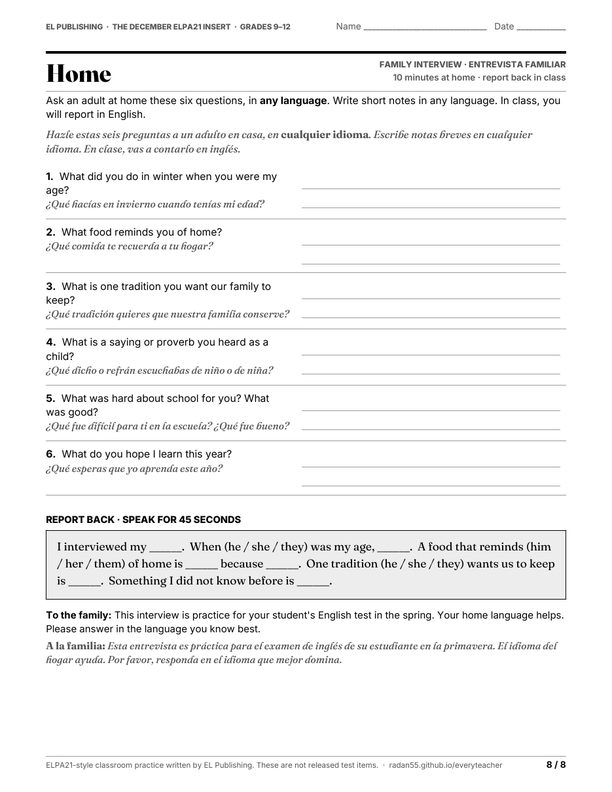 EL PUBLISHING · THE DECEMBER ELPA21 INSERT · GRADES 9–12
Name ____________________________ Date ___________
Home
FAMILY INTERVIEW · ENTREVISTA FAMILIAR
10 minutes at home · report back in class
Ask an adult at home these six questions, in any language. Write short notes in any language. In class, you
will report in English.
Hazle estas seis preguntas a un adulto en casa, en cualquier idioma. Escribe notas breves en cualquier
idioma. En clase, vas a contarlo en inglés.
1. What did you do in winter when you were my
age?
¿Qué hacías en invierno cuando tenías mi edad?
2. What food reminds you of home?
¿Qué comida te recuerda a tu hogar?
3. What is one tradition you want our family to
keep?
¿Qué tradición quieres que nuestra familia conserve?
4. What is a saying or proverb you heard as a
child?
¿Qué dicho o refrán escuchabas de niño o de niña?
5. What was hard about school for you? What
was good?
¿Qué fue difícil para ti en la escuela? ¿Qué fue bueno?
6. What do you hope I learn this year?
¿Qué esperas que yo aprenda este año?
REPORT BACK · SPEAK FOR 45 SECONDS
I interviewed my ______. When (he / she / they) was my age, ______. A food that reminds (him
/ her / them) of home is ______ because ______. One tradition (he / she / they) wants us to keep
is ______. Something I did not know before is ______.
To the family: This interview is practice for your student's English test in the spring. Your home language helps.
Please answer in the language you know best.
A la familia: Esta entrevista es práctica para el examen de inglés de su estudiante en la primavera. El idioma del
hogar ayuda. Por favor, responda en el idioma que mejor domina.
ELPA21-style classroom practice written by EL Publishing. These are not released test items. · radan55.github.io/everyteacher
8 / 8